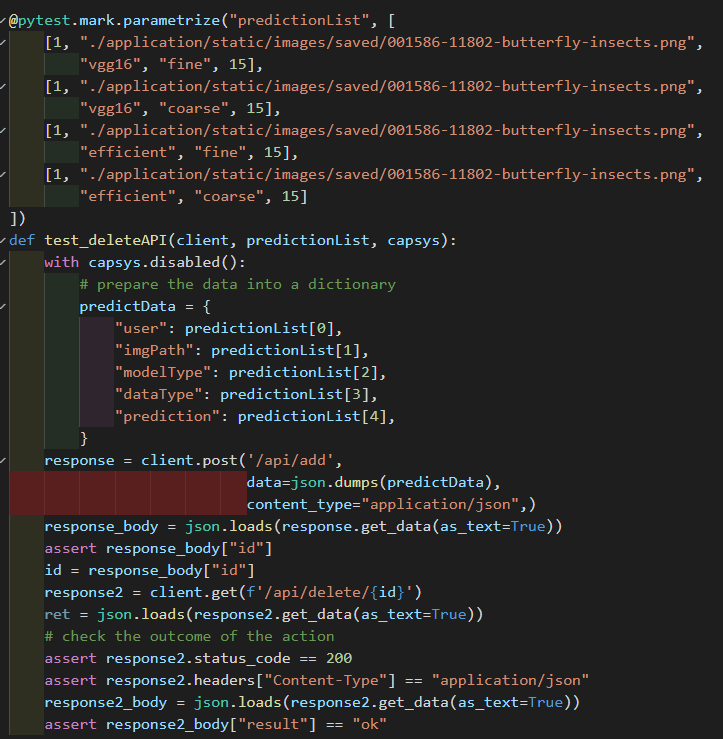 @pytest.mark.parametrize("predictionList", [
    [1, "./application/static/images/saved/001586-11802-butterfly-insects.png",
        "vgg16", "fine", 15],
    [1, "./application/static/images/saved/001586-11802-butterfly-insects.png",
        "vgg16", "coarse", 15],
    [1, "./application/static/images/saved/001586-11802-butterfly-insects.png",
        "efficient", "fine", 15],
    [1, "./application/static/images/saved/001586-11802-butterfly-insects.png",
        "efficient", "coarse", 15]
])
def test_deleteAPI(client, predictionList, capsys):
    with capsys.disabled():
        # prepare the data into a dictionary
        predictData = {
            "user": predictionList[0],
            "imgPath": predictionList[1],
            "modelType": predictionList[2],
            "dataType": predictionList[3],
            "prediction": predictionList[4],
        }
    response = client.post('/api/add',
                           data=json.dumps(predictData),
                           content_type="application/json",)
    response_body = json.loads(response.get_data(as_text=True))
    assert response_body["id"]
    id = response_body["id"]
    response2 = client.get(f'/api/delete/{id}')
    ret = json.loads(response2.get_data(as_text=True))
    # check the outcome of the action
    assert response2.status_code == 200
    assert response2.headers["Content-Type"] == "application/json"
    response2_body = json.loads(response2.get_data(as_text=True))
    assert response2_body["result"] == "ok"